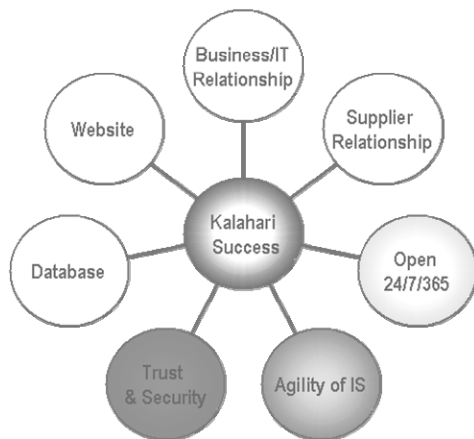 Business/IT
Relationship
Website
Supplier
Relationship
Kalahari
Success
Database
Open
24/7/365
Trust
& Security
Agility of IS